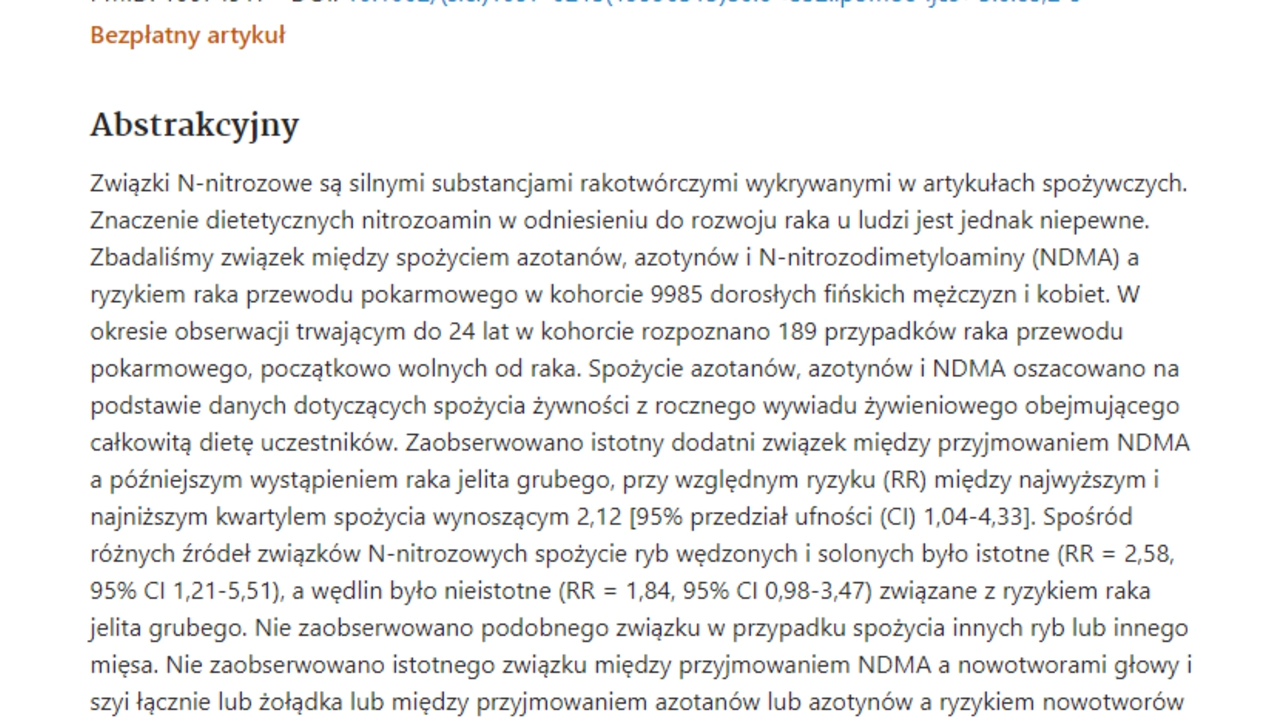 Bezpłatny artykuł
Abstrakcyjny
Związki N-nitrozowe są silnymi substancjami rakotwórczymi wykrywanymi w artykułach spożywczych.
Znaczenie dietetycznych nitrozoamin w odniesieniu do rozwoju raka u ludzi jest jednak niepewne.
Zbadaliśmy związek między spożyciem azotanów, azotynów i N-nitrozodimetyloaminy (NDMA) a
ryzykiem raka przewodu pokarmowego w kohorcie 9985 dorosłych fińskich mężczyzn i kobiet. W
okresie obserwacji trwającym do 24 lat w kohorcie rozpoznano 189 przypadków raka przewodu
pokarmowego, początkowo wolnych od raka. Spożycie azotanów, azotynów i NDMA oszacowano na
podstawie danych dotyczących spożycia żywności z rocznego wywiadu żywieniowego obejmującego
całkowitą dietę uczestników. Zaobserwowano istotny dodatni związek między przyjmowaniem NDMA
a późniejszym wystąpieniem raka jelita grubego, przy względnym ryzyku (RR) między najwyższym i
najniższym kwartylem spożycia wynoszącym 2,12 [95% przedział ufności (CI) 1,04-4,33]. Spośród
różnych źródeł związków N-nitrozowych spożycie ryb wędzonych i solonych było istotne (RR = 2,58,
95% CI 1,21-5,51), a wędlin było nieistotne (RR = 1,84, 95% CI 0,98-3,47) związane z ryzykiem raka
jelita grubego. Nie zaobserwowano podobnego związku w przypadku spożycia innych ryb lub innego
mięsa. Nie zaobserwowano istotnego związku między przyjmowaniem NDMA a nowotworami głowy i
szyi łącznie lub żołądka lub między przyjmowaniem azotanów lub azotynów a ryzykiem nowotworów